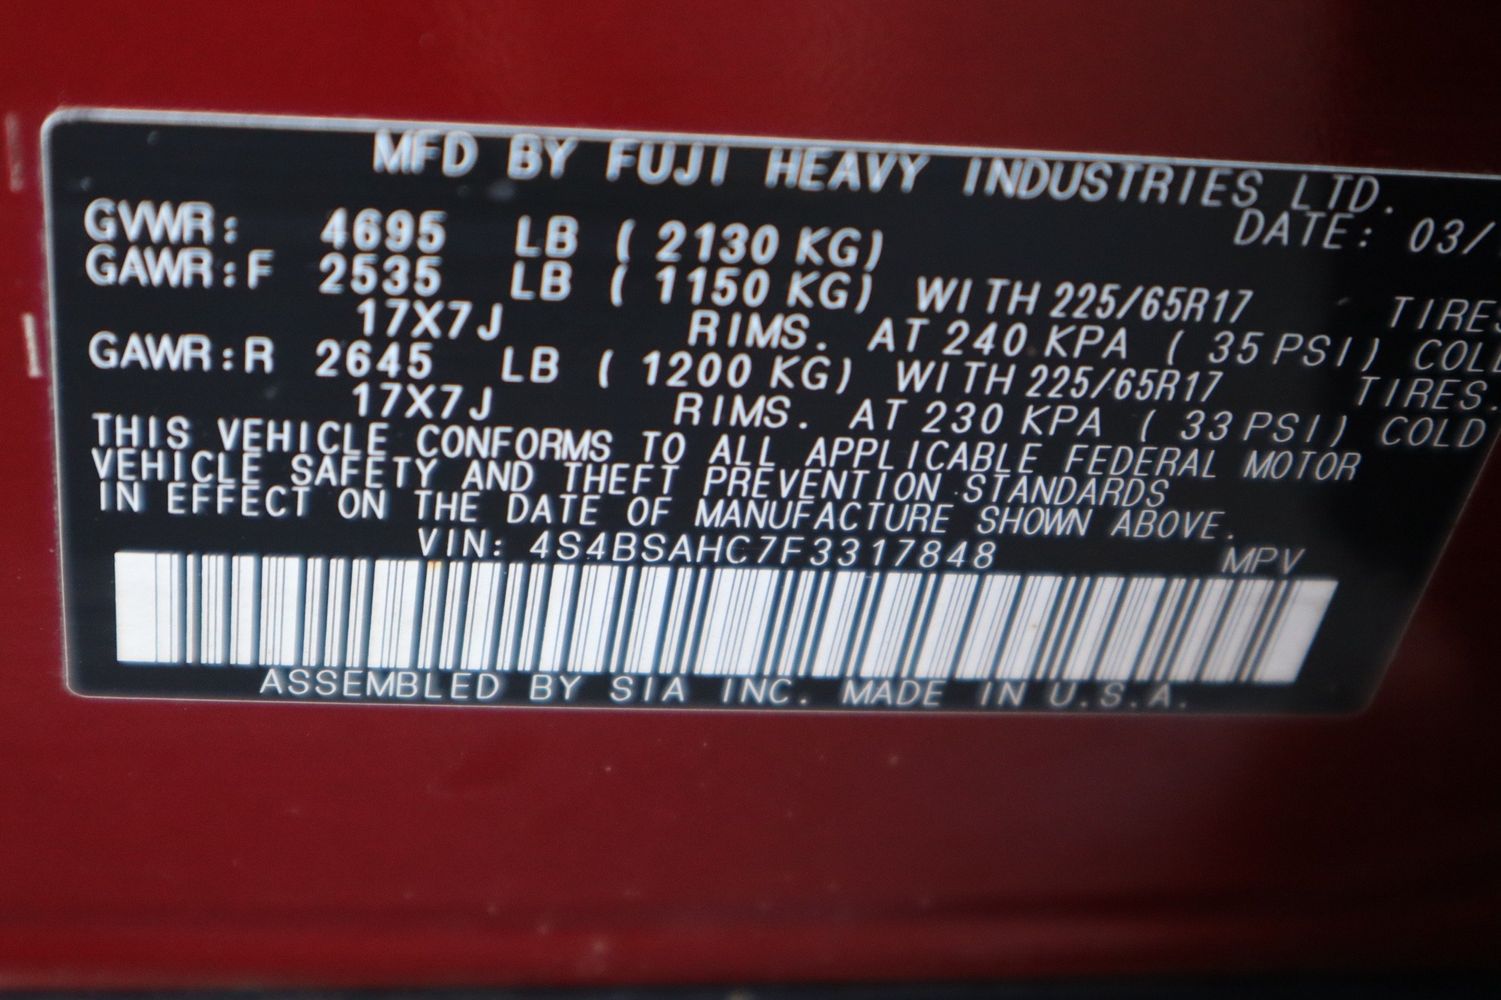 MFD BY FUJI HEAVY INDUSTRIES LTD.
DATE: 03/
GVWR: 4695 LB ( 2130 KG)
GAWR:F 2535 LB ( 1150 KG) WITH 225/65R17 TIRES
17X7J RIMS. AT 240 KPA ( 35 PSI) COLD
GAWR:R 2645 LB ( 1200 KG) WITH 225/65R17 TIRES.
17X7J RIMS. AT 230 KPA ( 33 PSI) COLD
THIS VEHICLE CONFORMS TO ALL APPLICABLE FEDERAL MOTOR
VEHICLE SAFETY AND THEFT PREVENTION STANDARDS
IN EFFECT ON THE DATE OF MANUFACTURE SHOWN ABOVE.
VIN: 4S4BSAHC7F3317848 MPV
ASSEMBLED BY SIA INC. MADE IN U.S.A.